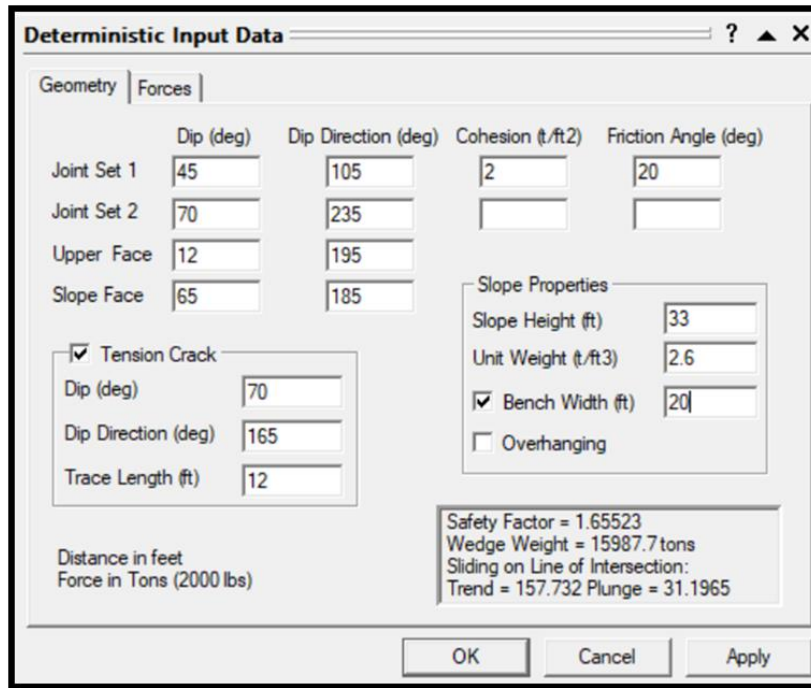 Deterministic Input Data ? ▲ ✕
Geometry Forces
Dip (deg) Dip Direction (deg) Cohesion (t/ft2) Friction Angle (deg)
Joint Set 1 45 105 2 20
Joint Set 2 70 235
Upper Face 12 195
Slope Face 65 185
Slope Properties
Slope Height (ft) 33
Unit Weight (t/ft3) 2.6
Bench Width (ft) 20
Overhanging
Tension Crack
Dip (deg) 70
Dip Direction (deg) 165
Trace Length (ft) 12
Distance in feet
Force in Tons (2000 lbs)
Safety Factor = 1.65523
Wedge Weight = 15987.7 tons
Sliding on Line of Intersection:
Trend = 157.732 Plunge = 31.1965
OK Cancel Apply